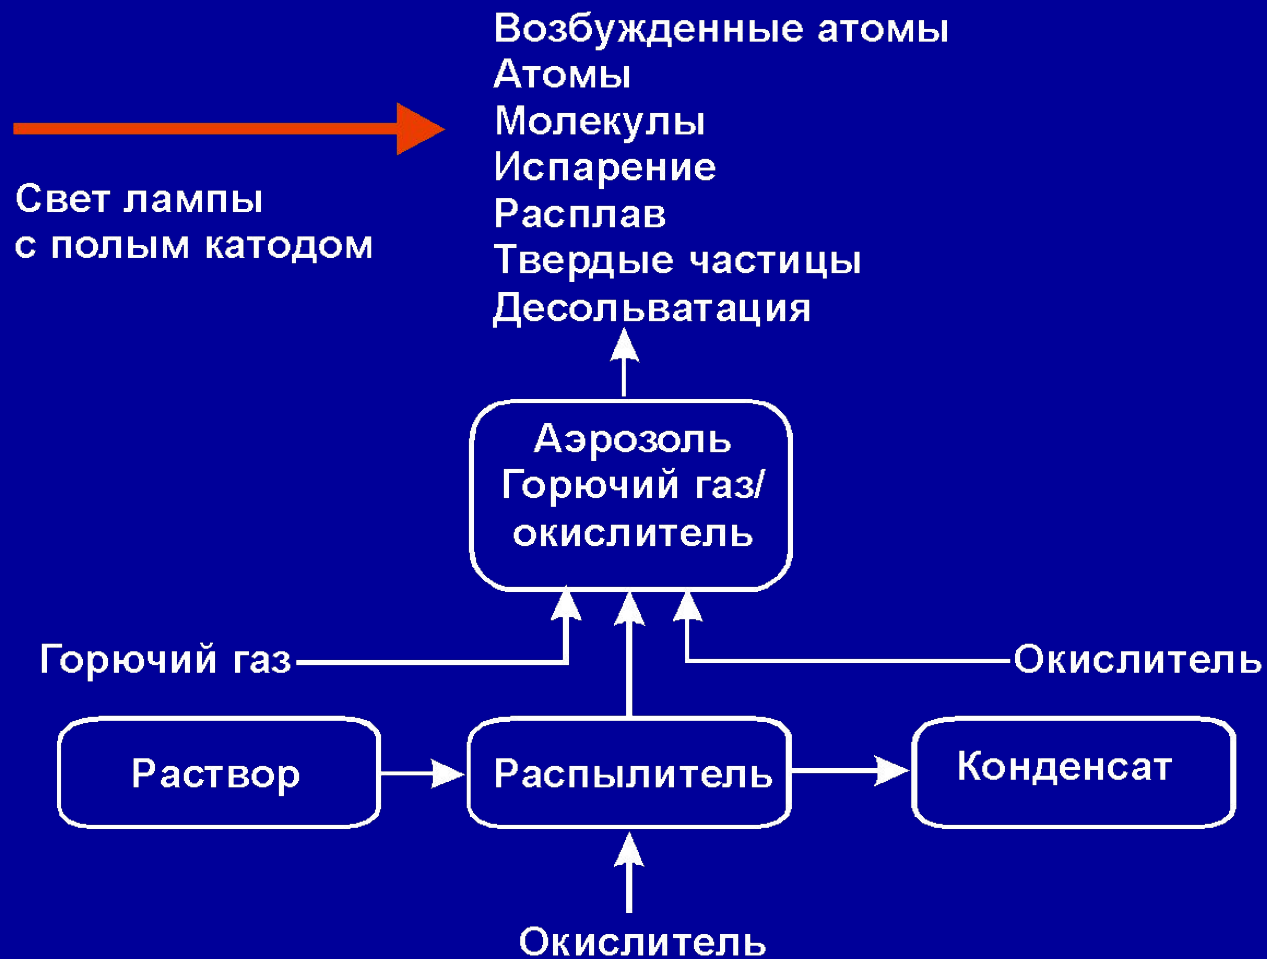 Возбужденные атомы
Атомы
Молекулы
Испарение
Расплав
Твердые частицы
Десольватация
Свет лампы
с полым катодом
Аэрозоль
Горючий газ/
окислитель
Горючий газ
Окислитель
Раствор
Распылитель
Конденсат
Окислитель